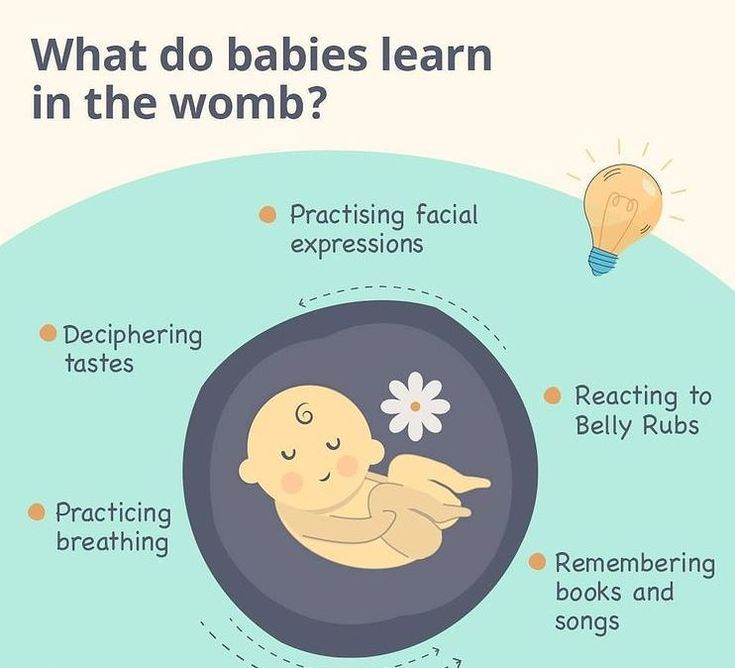 What do babies learn
in the womb?
Practising facial
expressions
Deciphering
tastes
Reacting to
Belly Rubs
Practicing
breathing
Remembering
books and
songs